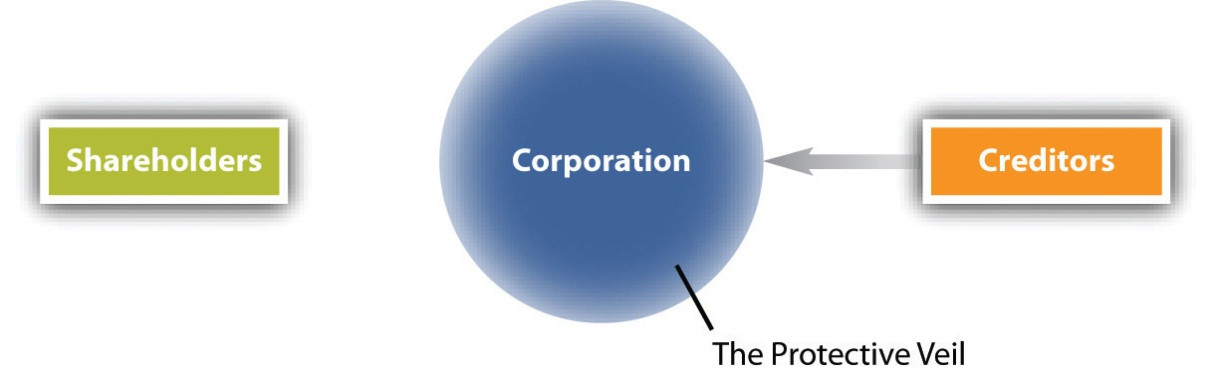 Shareholders
Corporation
Creditors
The Protective Veil